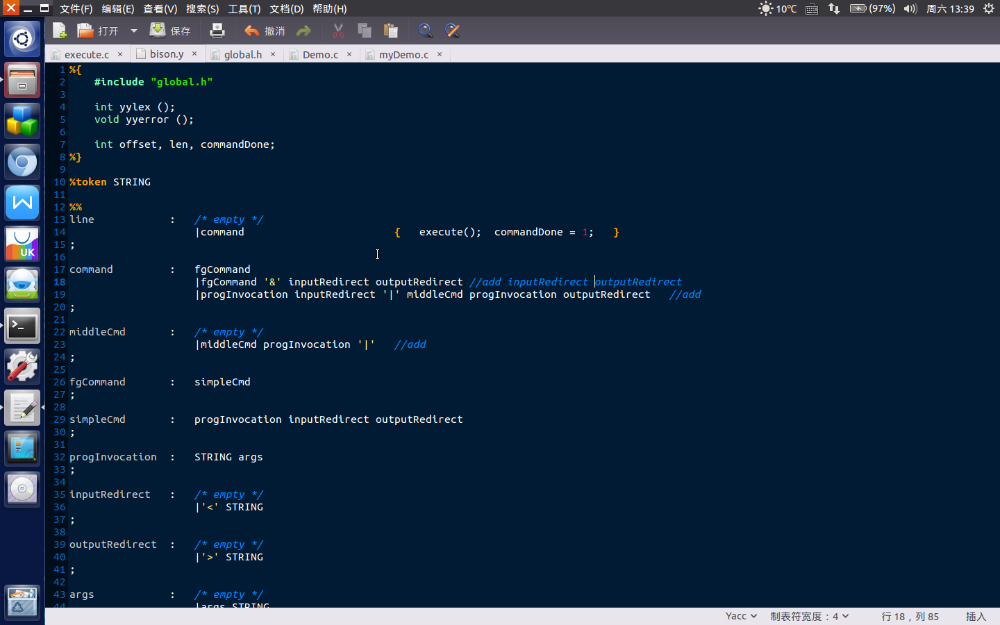 文件(F) 编辑(E) 查看(V) 搜索(S) 工具(T) 文档(D) 帮助(H) 10℃ (97%) 周六 13:39
打开 保存 撤消
execute.c × bison.y × global.h × Demo.c × myDemo.c ×
1 %{
2 #include "global.h"
3
4 int yylex ();
5 void yyerror ();
6
7 int offset, len, commandDone;
8 %}
9
10 %token STRING
11
12 %%
13 line : /* empty */
14 |command { execute(); commandDone = 1; }
15 ;
16
17 command : fgCommand
18 |fgCommand '&' inputRedirect outputRedirect //add inputRedirect outputRedirect
19 |progInvocation inputRedirect '|' middleCmd progInvocation outputRedirect //add
20 ;
21
22 middleCmd : /* empty */
23 |middleCmd progInvocation '|' //add
24 ;
25
26 fgCommand : simpleCmd
27 ;
28
29 simpleCmd : progInvocation inputRedirect outputRedirect
30 ;
31
32 progInvocation : STRING args
33 ;
34
35 inputRedirect : /* empty */
36 |'<' STRING
37 ;
38
39 outputRedirect : /* empty */
40 |'>' STRING
41 ;
42
43 args : /* empty */
44 |args STRING
UK
Yacc 制表符宽度：4 行 18，列 85 插入